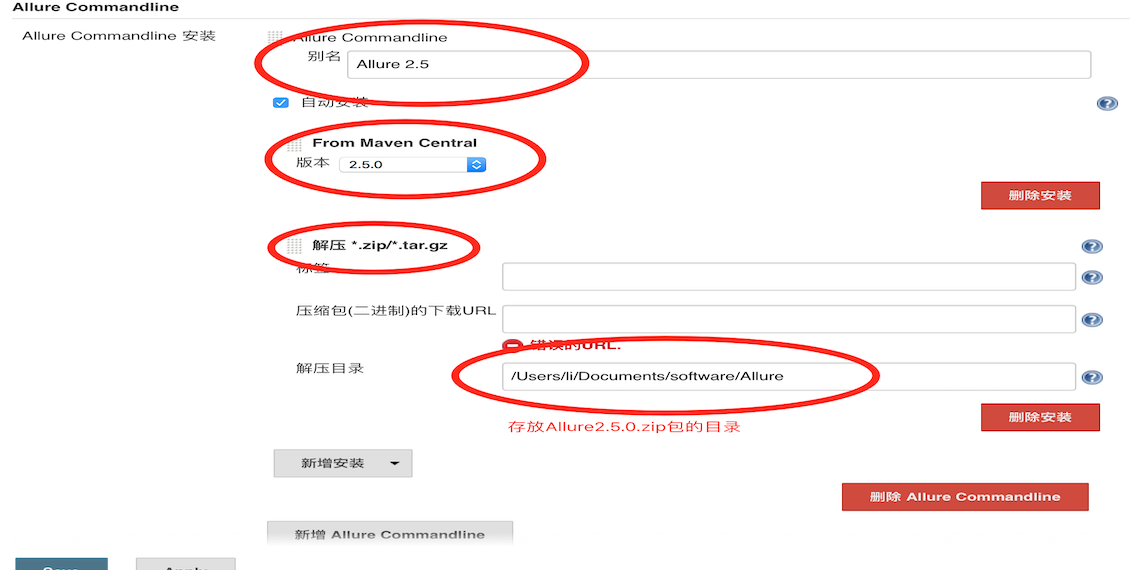 Allure Commandline
Allure Commandline 安装
Allure Commandline
别名
Allure 2.5
自动安装
From Maven Central
版本
2.5.0
删除安装
解压 *.zip/*.tar.gz
标签
压缩包(二进制)的下载URL
错误的URL.
解压目录
/Users/li/Documents/software/Allure
删除安装
存放Allure2.5.0.zip包的目录
新增安装
删除 Allure Commandline
新增 Allure Commandline
Save
Apply